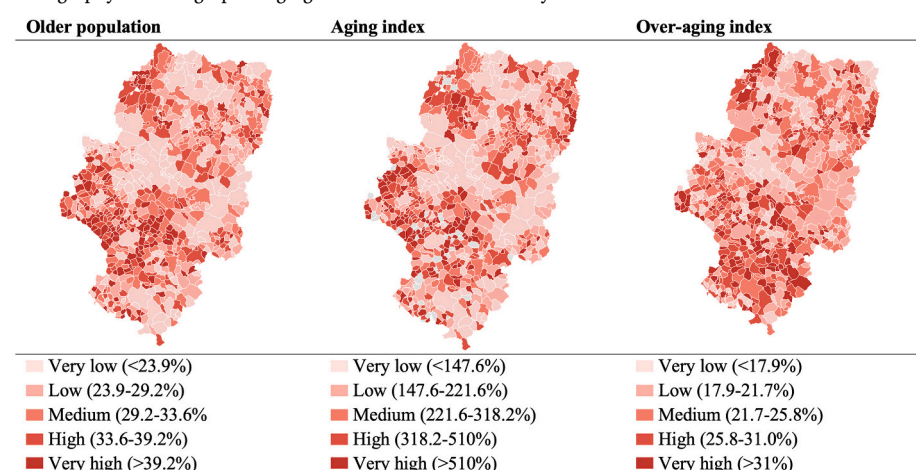 Older population Aging index Over-aging index
Very low (<23.9%) Very low (<147.6%) Very low (<17.9%)
Low (23.9-29.2%) Low (147.6-221.6%) Low (17.9-21.7%)
Medium (29.2-33.6% Medium (221.6-318.2%) Medium (21.7-25.8%)
High (33.6-39.2%) High (318.2-510%) High (25.8-31.0%)
Very high (>39.2%) Very high (>510%) Very high (>31%)